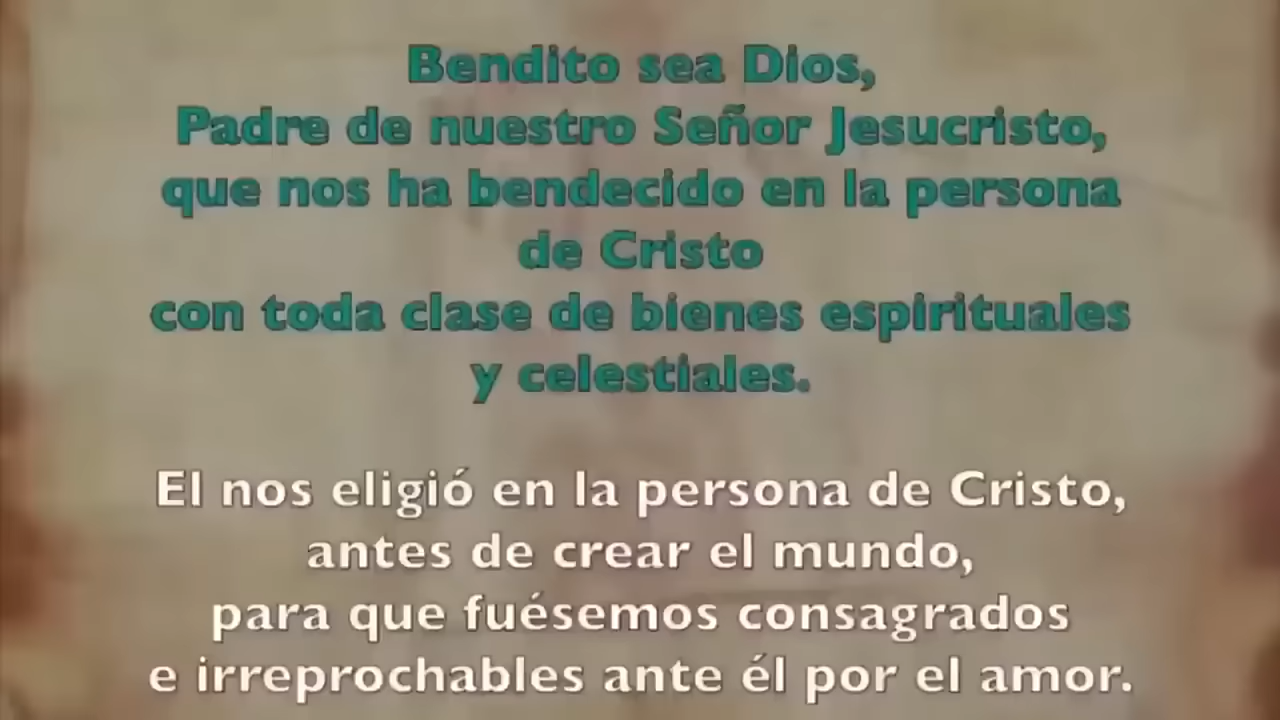 Bendito sea Dios,
Padre de nuestro Señor Jesucristo,
que nos ha bendecido en la persona
de Cristo
con toda clase de bienes espirituales
y celestiales.
El nos eligió en la persona de Cristo,
antes de crear el mundo,
para que fuésemos consagrados
e irreprochables ante él por el amor.